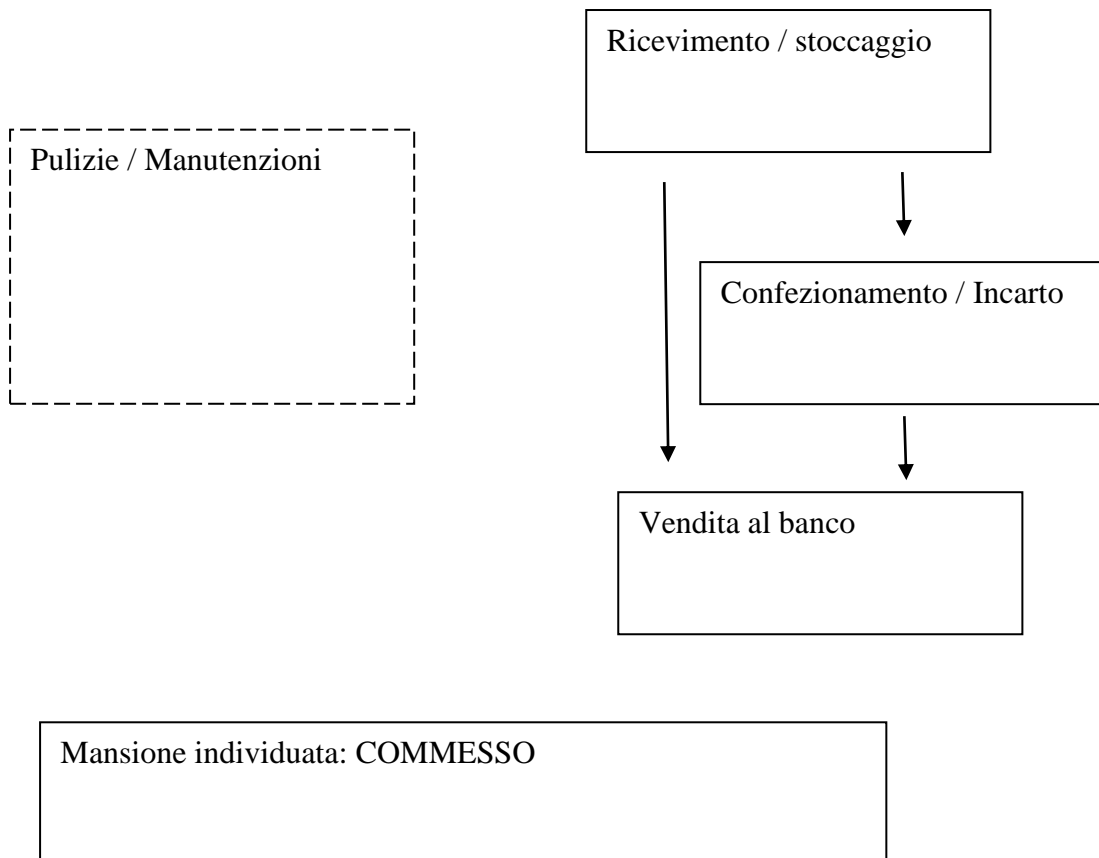 Ricevimento / stoccaggio
Pulizie / Manutenzioni
Confezionamento / Incarto
Vendita al banco
Mansione individuata: COMMESSO